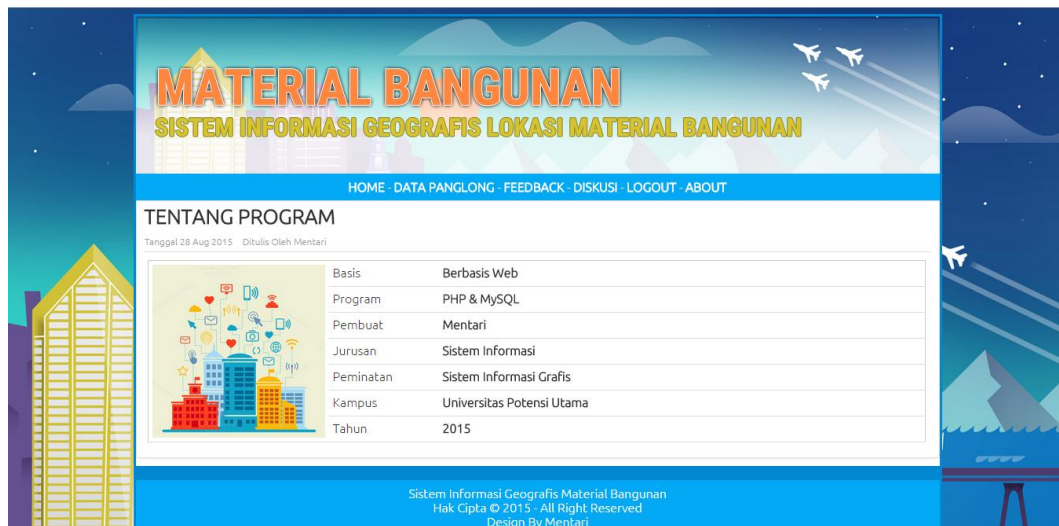 MATERIAL BANGUNAN
SISTEM INFORMASI GEOGRAFIS LOKASI MATERIAL BANGUNAN
HOME - DATA PANGLONG - FEEDBACK - DISKUSI - LOGOUT - ABOUT
TENTANG PROGRAM
Tanggal 28 Aug 2015 Ditulis Oleh Mentari
Basis Berbasis Web
Program PHP & MySQL
Pembuat Mentari
Jurusan Sistem Informasi
Peminatan Sistem Informasi Grafis
Kampus Universitas Potensi Utama
Tahun 2015
Sistem Informasi Geografis Material Bangunan
Hak Cipta © 2015 - All Right Reserved
Design By Mentari